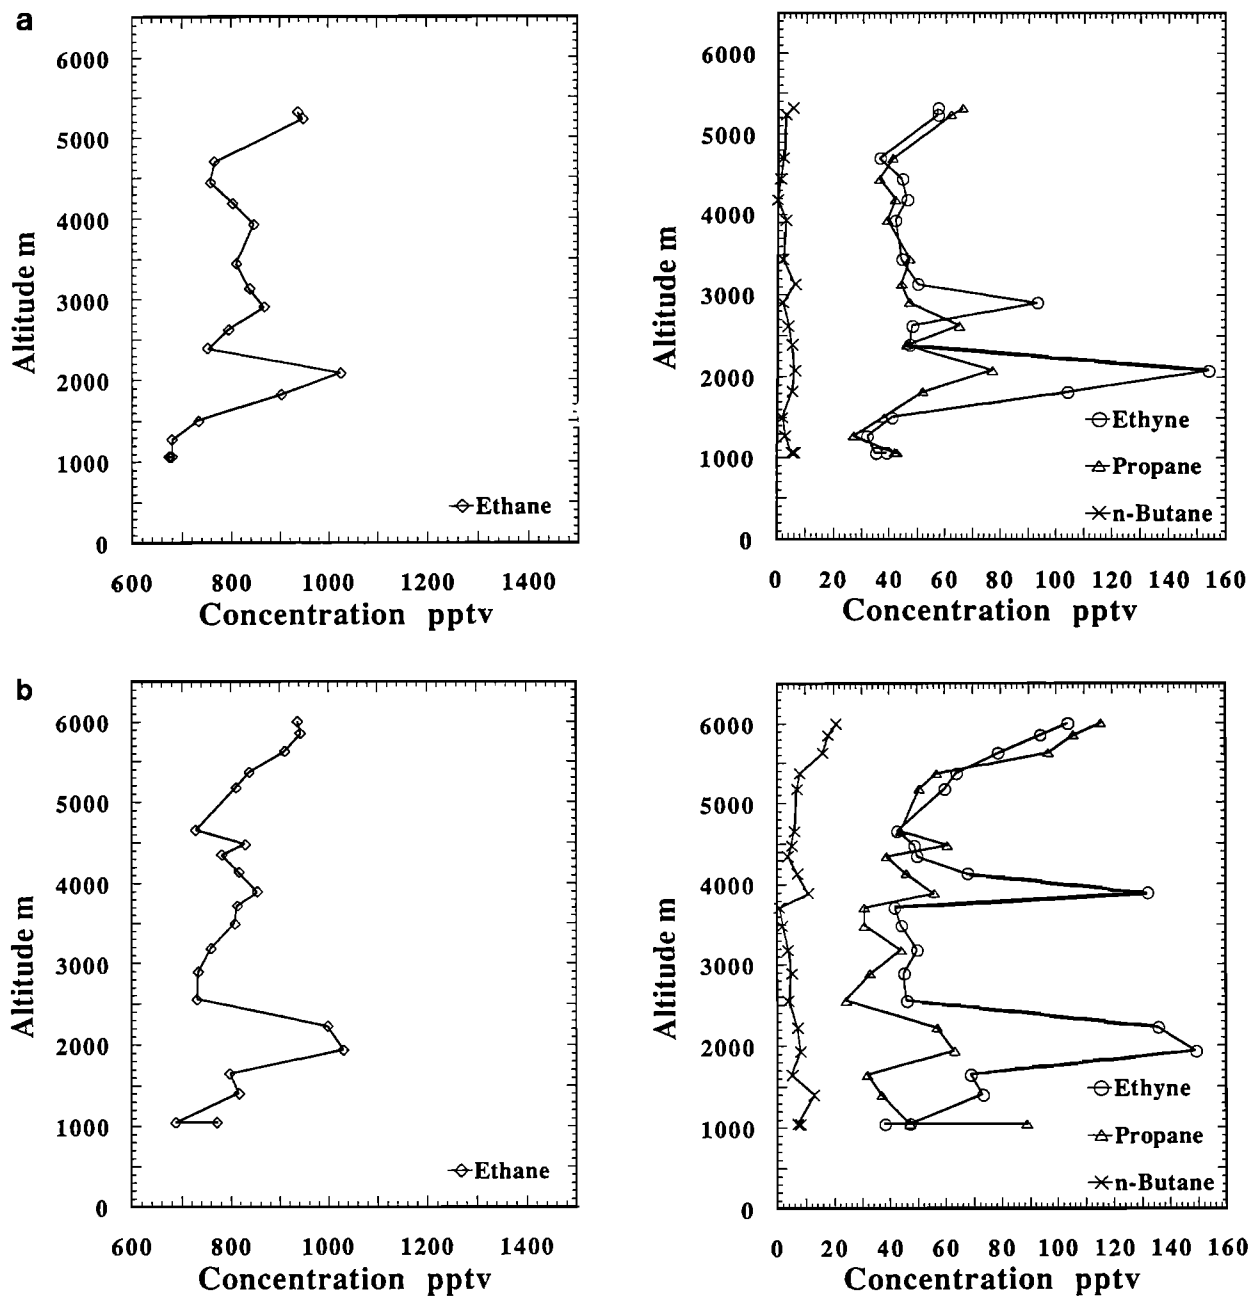 a
6000
5000
4000
3000
2000
1000
0
Altitude m
Ethane
600 800 1000 1200 1400
Concentration pptv
6000
5000
4000
3000
2000
1000
0
Altitude m
Ethyne
Propane
n-Butane
0 20 40 60 80 100 120 140 160
Concentration pptv
b
6000
5000
4000
3000
2000
1000
0
Altitude m
Ethane
600 800 1000 1200 1400
Concentration pptv
6000
5000
4000
3000
2000
1000
0
Altitude m
Ethyne
Propane
n-Butane
0 20 40 60 80 100 120 140 160
Concentration pptv